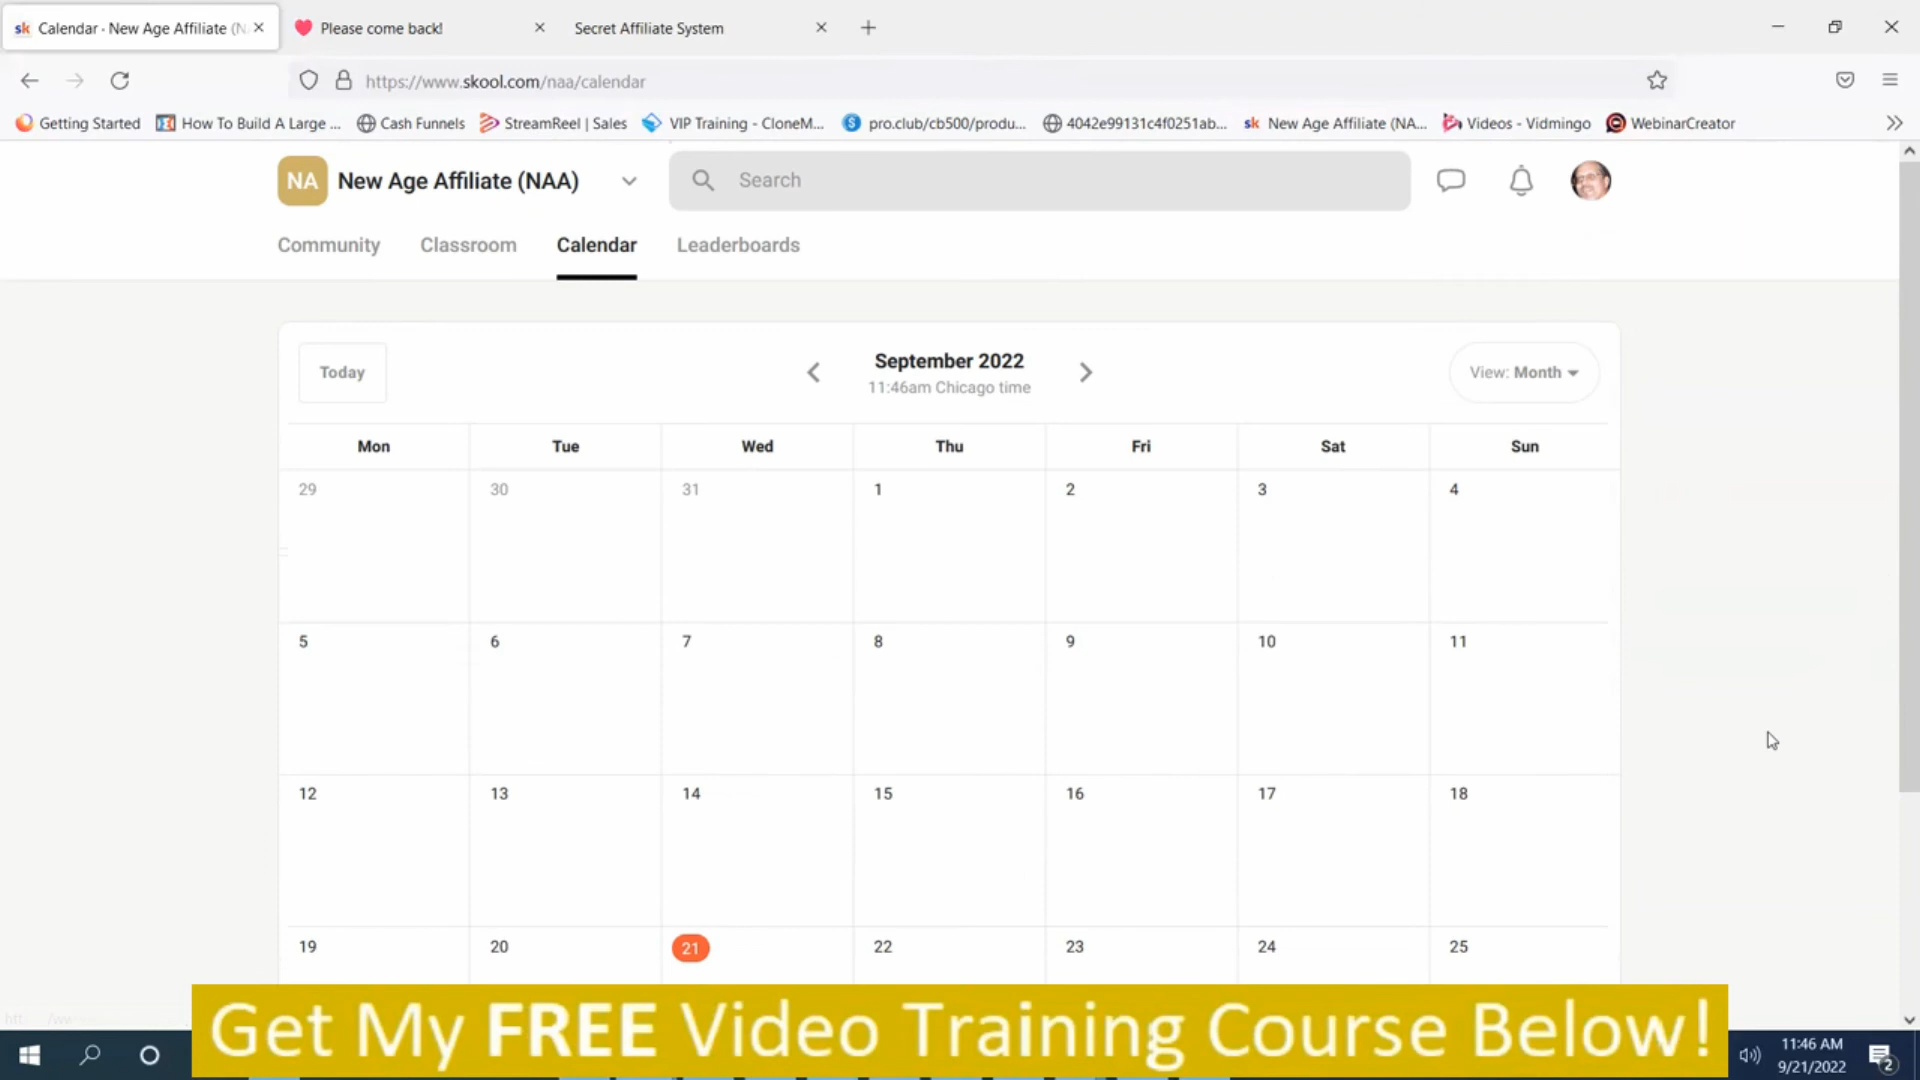 sk Calendar - New Age Affiliate (N
Please come back!
Secret Affiliate System
https://www.skool.com/naa/calendar
Getting Started
How To Build A Large ...
Cash Funnels
StreamReel | Sales
VIP Training - CloneM...
pro.club/cb500/produ...
4042e99131c4f0251ab...
sk New Age Affiliate (NA...
Videos - Vidmingo
WebinarCreator
NA New Age Affiliate (NAA)
Search
Community Classroom Calendar Leaderboards
Today
September 2022
11:46am Chicago time
View: Month
Mon Tue Wed Thu Fri Sat Sun
29 30 31 1 2 3 4
5 6 7 8 9 10 11
12 13 14 15 16 17 18
19 20 21 22 23 24 25
Get My FREE Video Training Course Below!
11:46 AM
9/21/2022
2